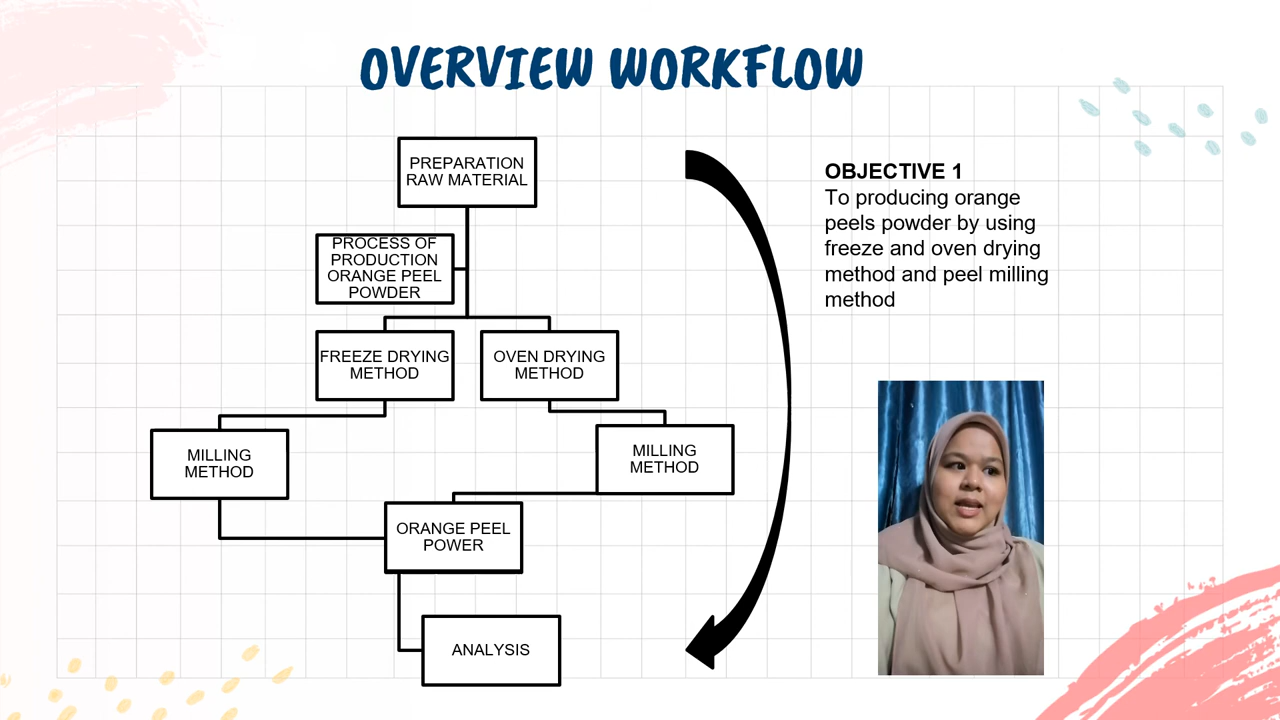 OVERVIEW WORKFLOW
PREPARATION
RAW MATERIAL
PROCESS OF
PRODUCTION
ORANGE PEEL
POWDER
FREEZE DRYING
METHOD
OVEN DRYING
METHOD
MILLING
METHOD
MILLING
METHOD
ORANGE PEEL
POWER
ANALYSIS
OBJECTIVE 1
To producing orange
peels powder by using
freeze and oven drying
method and peel milling
method